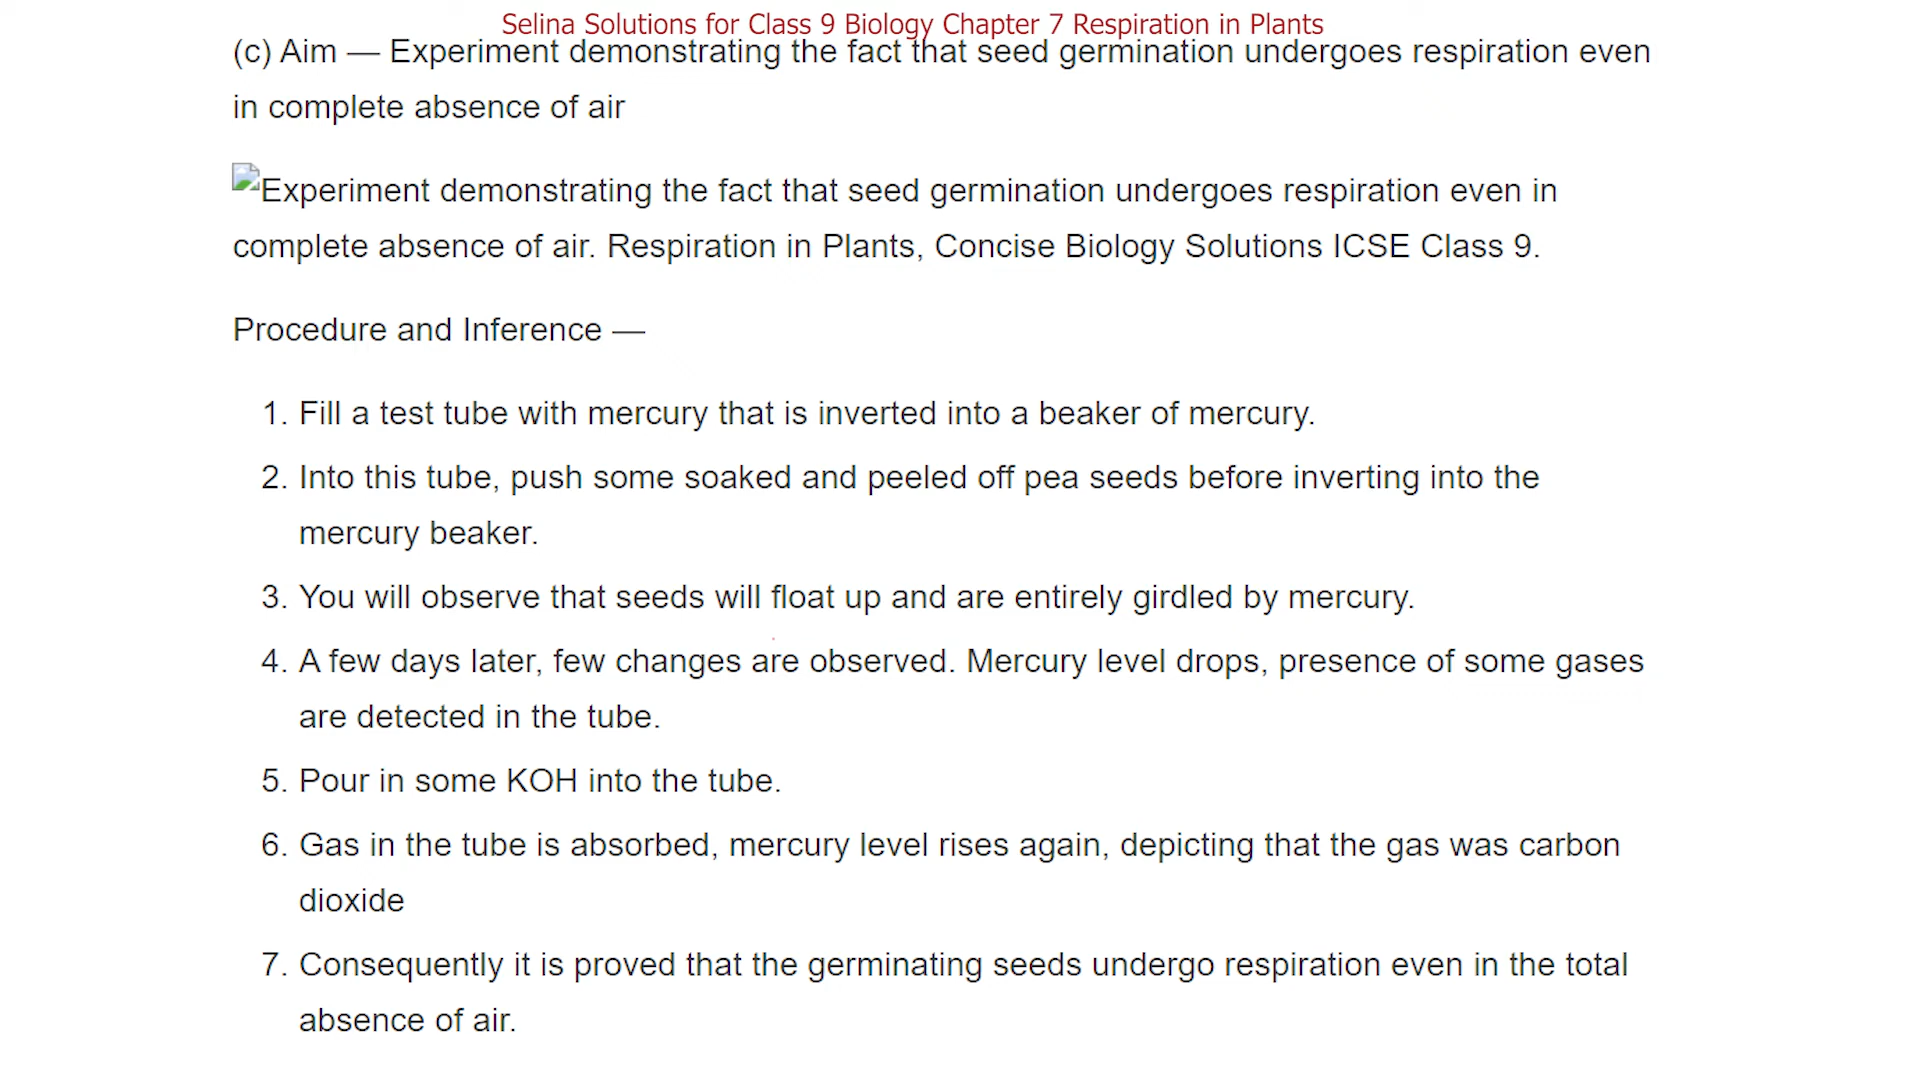 Selina Solutions for Class 9 Biology Chapter 7 Respiration in Plants
(c) Aim — Experiment demonstrating the fact that seed germination undergoes respiration even
in complete absence of air
Experiment demonstrating the fact that seed germination undergoes respiration even in
complete absence of air. Respiration in Plants, Concise Biology Solutions ICSE Class 9.
Procedure and Inference —
1. Fill a test tube with mercury that is inverted into a beaker of mercury.
2. Into this tube, push some soaked and peeled off pea seeds before inverting into the
mercury beaker.
3. You will observe that seeds will float up and are entirely girdled by mercury.
4. A few days later, few changes are observed. Mercury level drops, presence of some gases
are detected in the tube.
5. Pour in some KOH into the tube.
6. Gas in the tube is absorbed, mercury level rises again, depicting that the gas was carbon
dioxide
7. Consequently it is proved that the germinating seeds undergo respiration even in the total
absence of air.